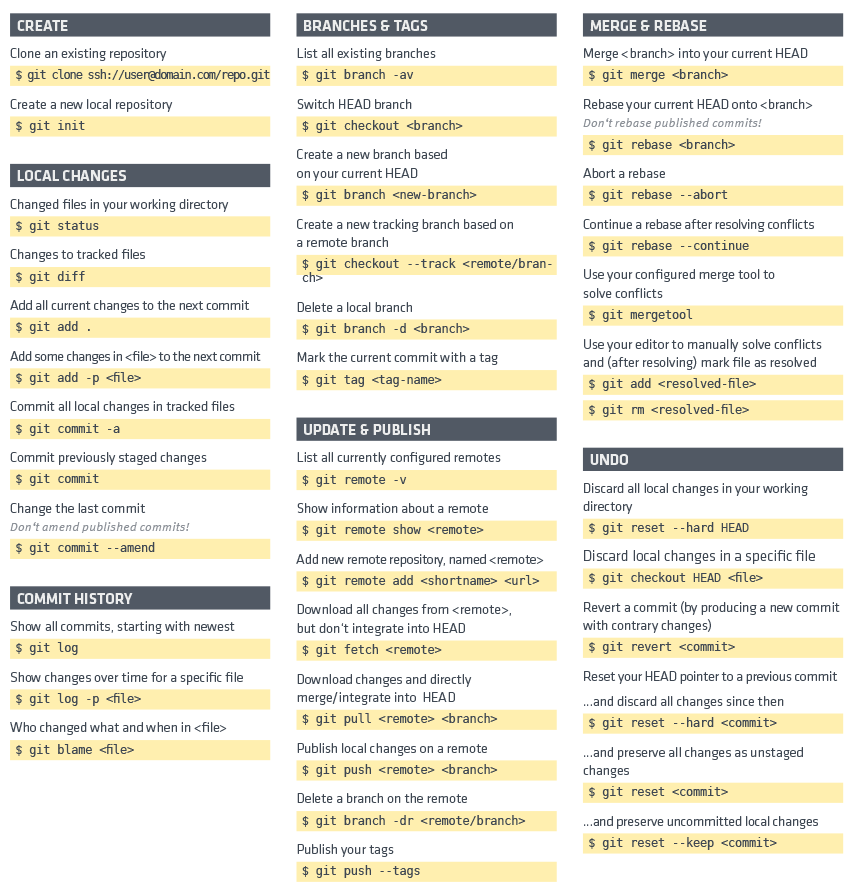 CREATE
Clone an existing repository
$ git clone ssh://user@domain.com/repo.git
Create a new local repository
$ git init
LOCAL CHANGES
Changed files in your working directory
$ git status
Changes to tracked files
$ git diff
Add all current changes to the next commit
$ git add .
Add some changes in <file> to the next commit
$ git add -p <file>
Commit all local changes in tracked files
$ git commit -a
Commit previously staged changes
$ git commit
Change the last commit
Don't amend published commits!
$ git commit --amend
COMMIT HISTORY
Show all commits, starting with newest
$ git log
Show changes over time for a specific file
$ git log -p <file>
Who changed what and when in <file>
$ git blame <file>
BRANCHES & TAGS
List all existing branches
$ git branch -av
Switch HEAD branch
$ git checkout <branch>
Create a new branch based
on your current HEAD
$ git branch <new-branch>
Create a new tracking branch based on
a remote branch
$ git checkout --track <remote/bran-
ch>
Delete a local branch
$ git branch -d <branch>
Mark the current commit with a tag
$ git tag <tag-name>
UPDATE & PUBLISH
List all currently configured remotes
$ git remote -v
Show information about a remote
$ git remote show <remote>
Add new remote repository, named <remote>
$ git remote add <shortname> <url>
Download all changes from <remote>,
but don't integrate into HEAD
$ git fetch <remote>
Download changes and directly
merge/integrate into HEAD
$ git pull <remote> <branch>
Publish local changes on a remote
$ git push <remote> <branch>
Delete a branch on the remote
$ git branch -dr <remote/branch>
Publish your tags
$ git push --tags
MERGE & REBASE
Merge <branch> into your current HEAD
$ git merge <branch>
Rebase your current HEAD onto <branch>
Don't rebase published commits!
$ git rebase <branch>
Abort a rebase
$ git rebase --abort
Continue a rebase after resolving conflicts
$ git rebase --continue
Use your configured merge tool to
solve conflicts
$ git mergetool
Use your editor to manually solve conflicts
and (after resolving) mark file as resolved
$ git add <resolved-file>
$ git rm <resolved-file>
UNDO
Discard all local changes in your working
directory
$ git reset --hard HEAD
Discard local changes in a specific file
$ git checkout HEAD <file>
Revert a commit (by producing a new commit
with contrary changes)
$ git revert <commit>
Reset your HEAD pointer to a previous commit
...and discard all changes since then
$ git reset --hard <commit>
...and preserve all changes as unstaged
changes
$ git reset <commit>
...and preserve uncommitted local changes
$ git reset --keep <commit>